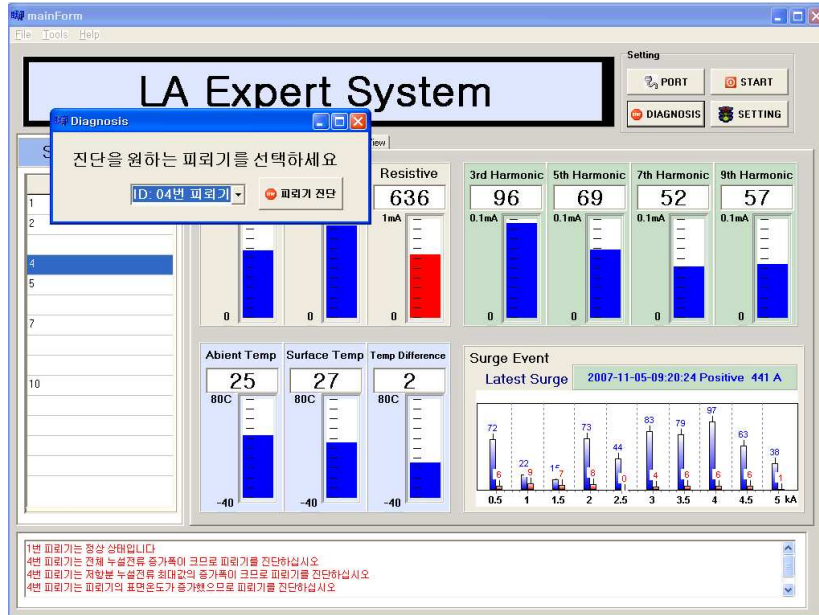 mainForm
File Tools Help
LA Expert System
Setting
PORT
START
DIAGNOSIS
SETTING
Diagnosis
진단을 원하는 피뢰기를 선택하세요
ID: 04번 피뢰기
피뢰기 진단
S
1
2
4
5
7
10
Resistive
636
1mA
0
0
0
3rd Harmonic 5th Harmonic 7th Harmonic 9th Harmonic
96 69 52 57
0.1mA 0.1mA 0.1mA 0.1mA
0 0 0 0
Abient Temp Surface Temp Temp Difference
25 27 2
80C 80C 80C
-40 -40 -40
Surge Event
Latest Surge 2007-11-05-09:20:24 Positive 441 A
72 22 73 44 83 79 97 63 38
6 9 7 8 0 4 6 6 6 1
0.5 1 1.5 2 2.5 3 3.5 4 4.5 5 kA
1번 피뢰기는 정상 상태입니다
4번 피뢰기는 전체 누설전류 증가폭이 크므로 피뢰기를 진단하십시오
4번 피뢰기는 저항분 누설전류 최대값의 증가폭이 크므로 피뢰기를 진단하십시오
4번 피뢰기는 피뢰기의 표면온도가 증가했으므로 피뢰기를 진단하십시오